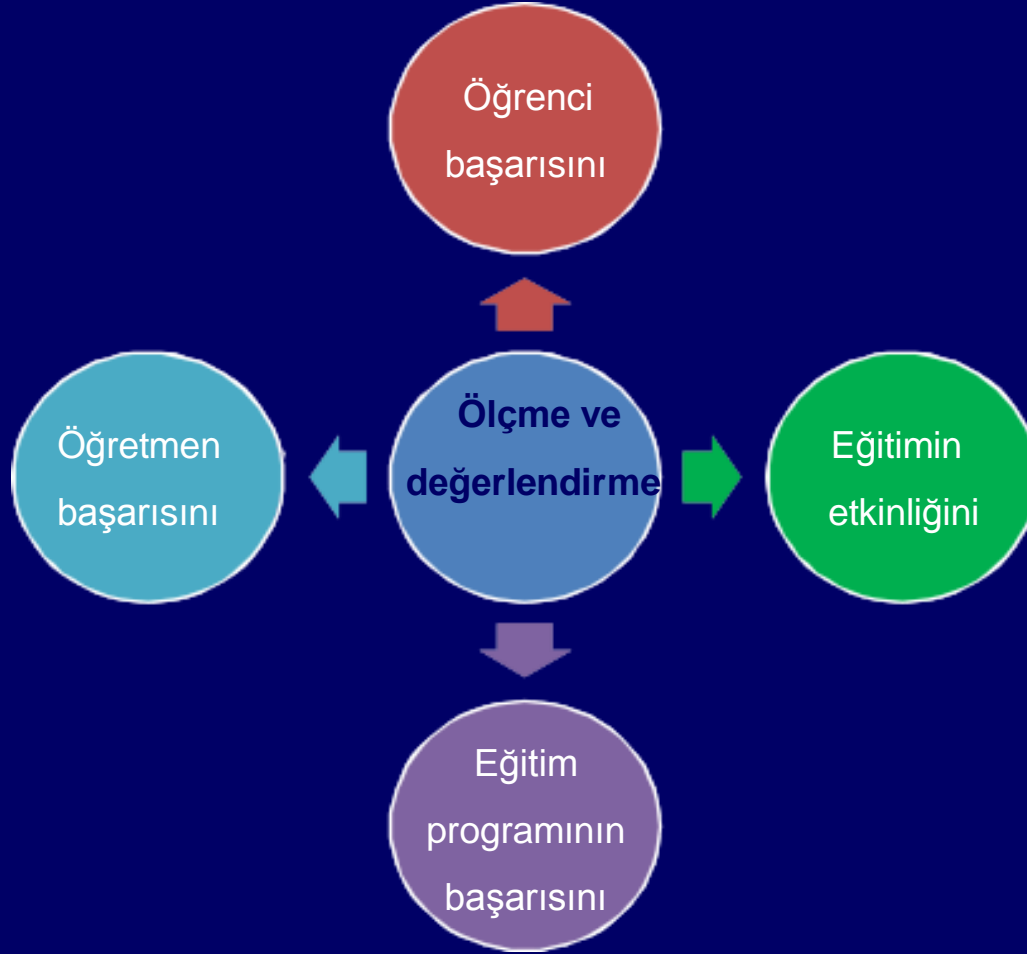 Öğrenci
başarısını
Ölçme ve
değerlendirme
Öğretmen
başarısını
Eğitimin
etkinliğini
Eğitim
programının
başarısını